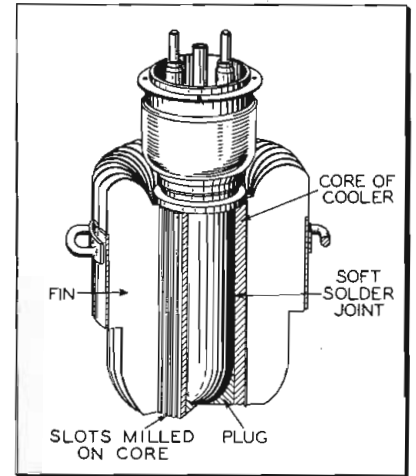 CORE OF
COOLER
FIN
SOFT
SOLDER
JOINT
SLOTS MILLED
ON CORE
PLUG